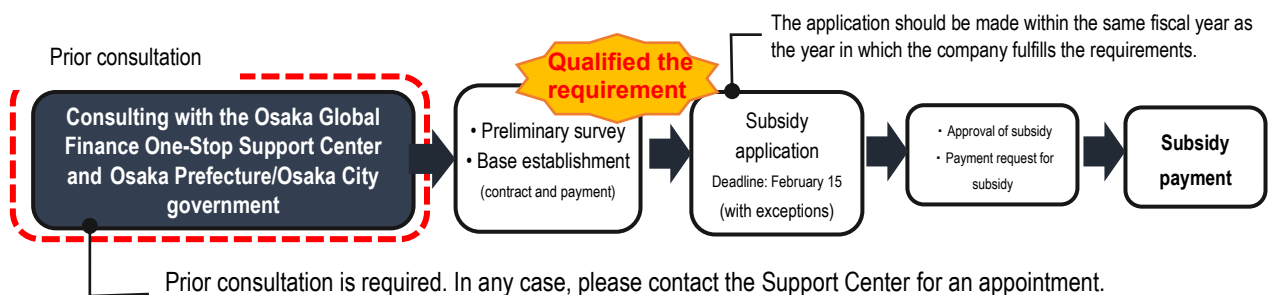 The application should be made within the same fiscal year as
the year in which the company fulfills the requirements.
Prior consultation
Qualified the
requirement
Consulting with the Osaka Global
Finance One-Stop Support Center
and Osaka Prefecture/Osaka City
government
• Preliminary survey
• Base establishment
(contract and payment)
Subsidy
application
Deadline: February 15
(with exceptions)
・Approval of subsidy
・Payment request for
subsidy
Subsidy
payment
Prior consultation is required. In any case, please contact the Support Center for an appointment.